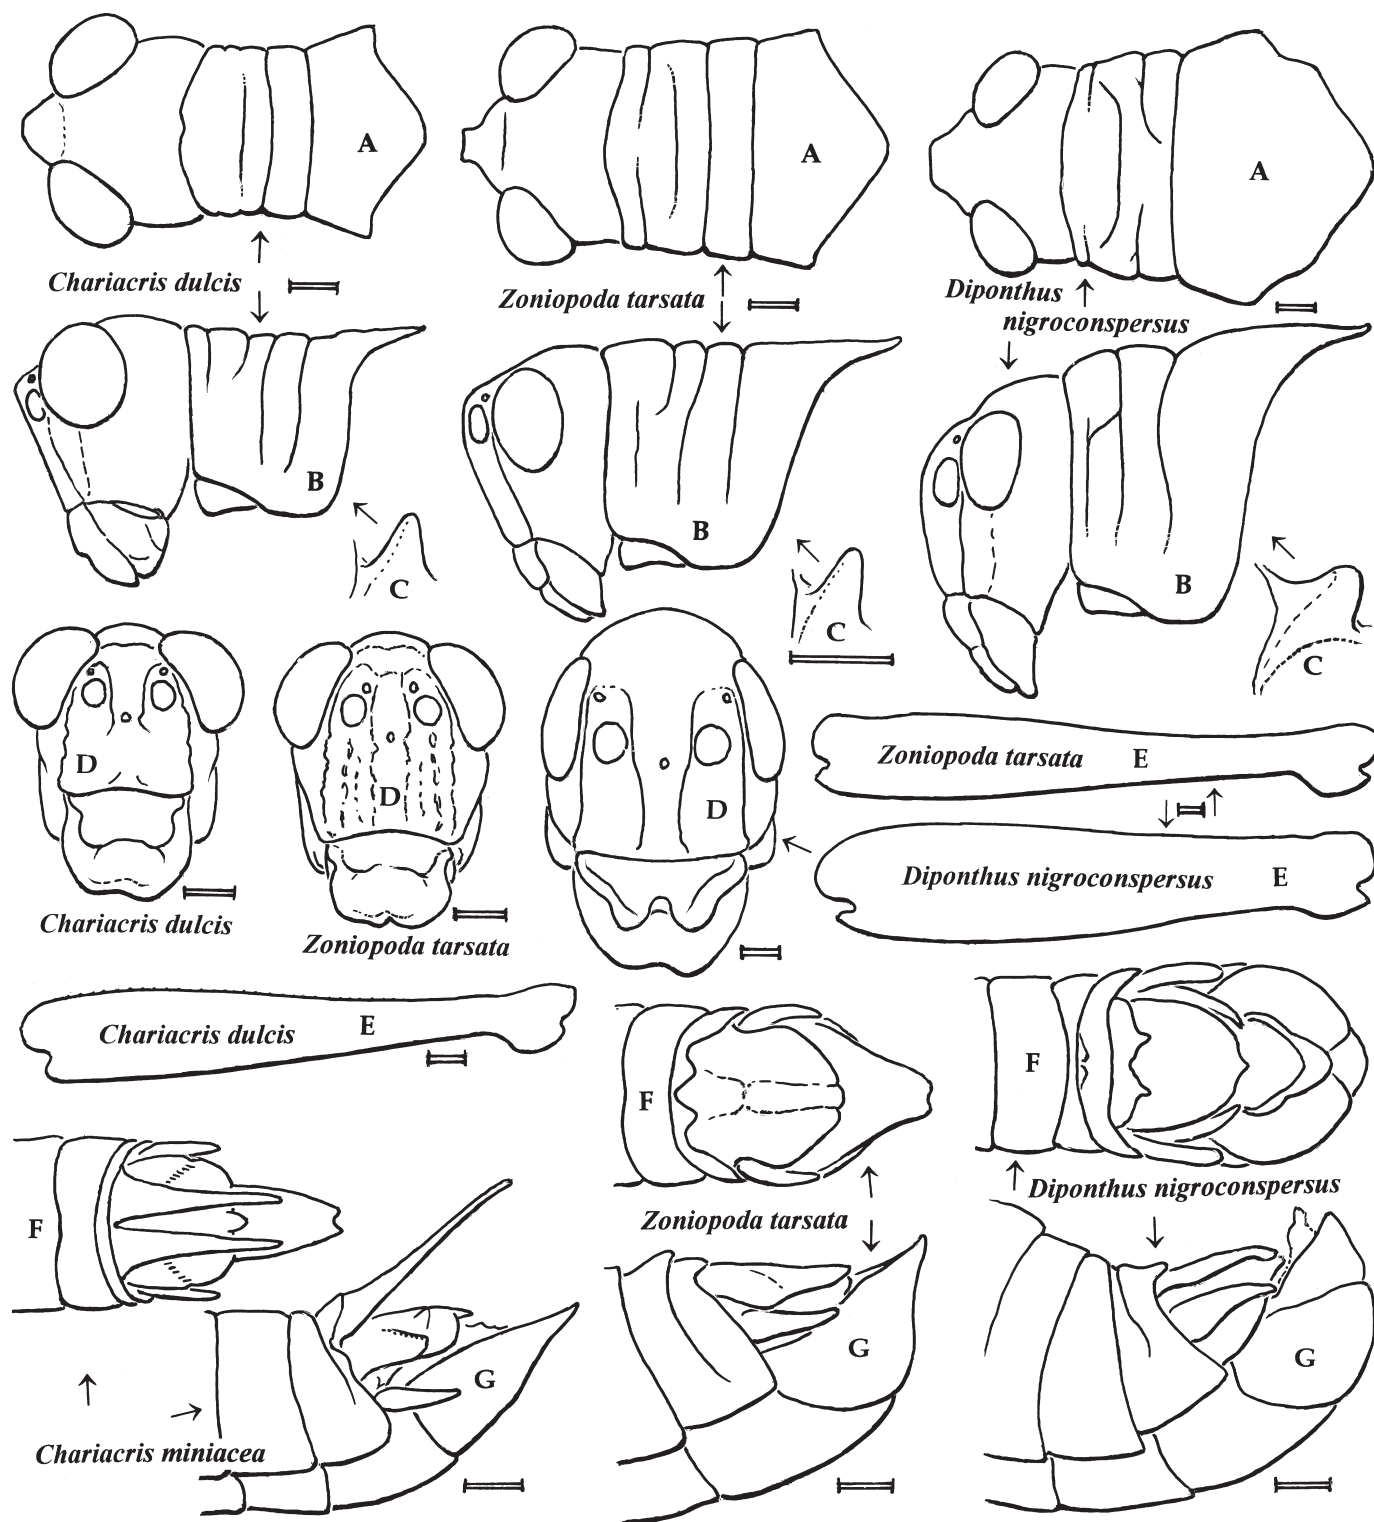 A
A
A
Chariacris dulcis
Zoniopoda tarsata
Diponthus
nigroconspersus
B
B
B
C
C
C
D
D
D
Zoniopoda tarsata E
Diponthus nigroconspersus E
Chariacris dulcis
Zoniopoda tarsata
Chariacris dulcis E
F
F
F
Diponthus nigroconspersus
Zoniopoda tarsata
G
G
G
Chariacris miniacea